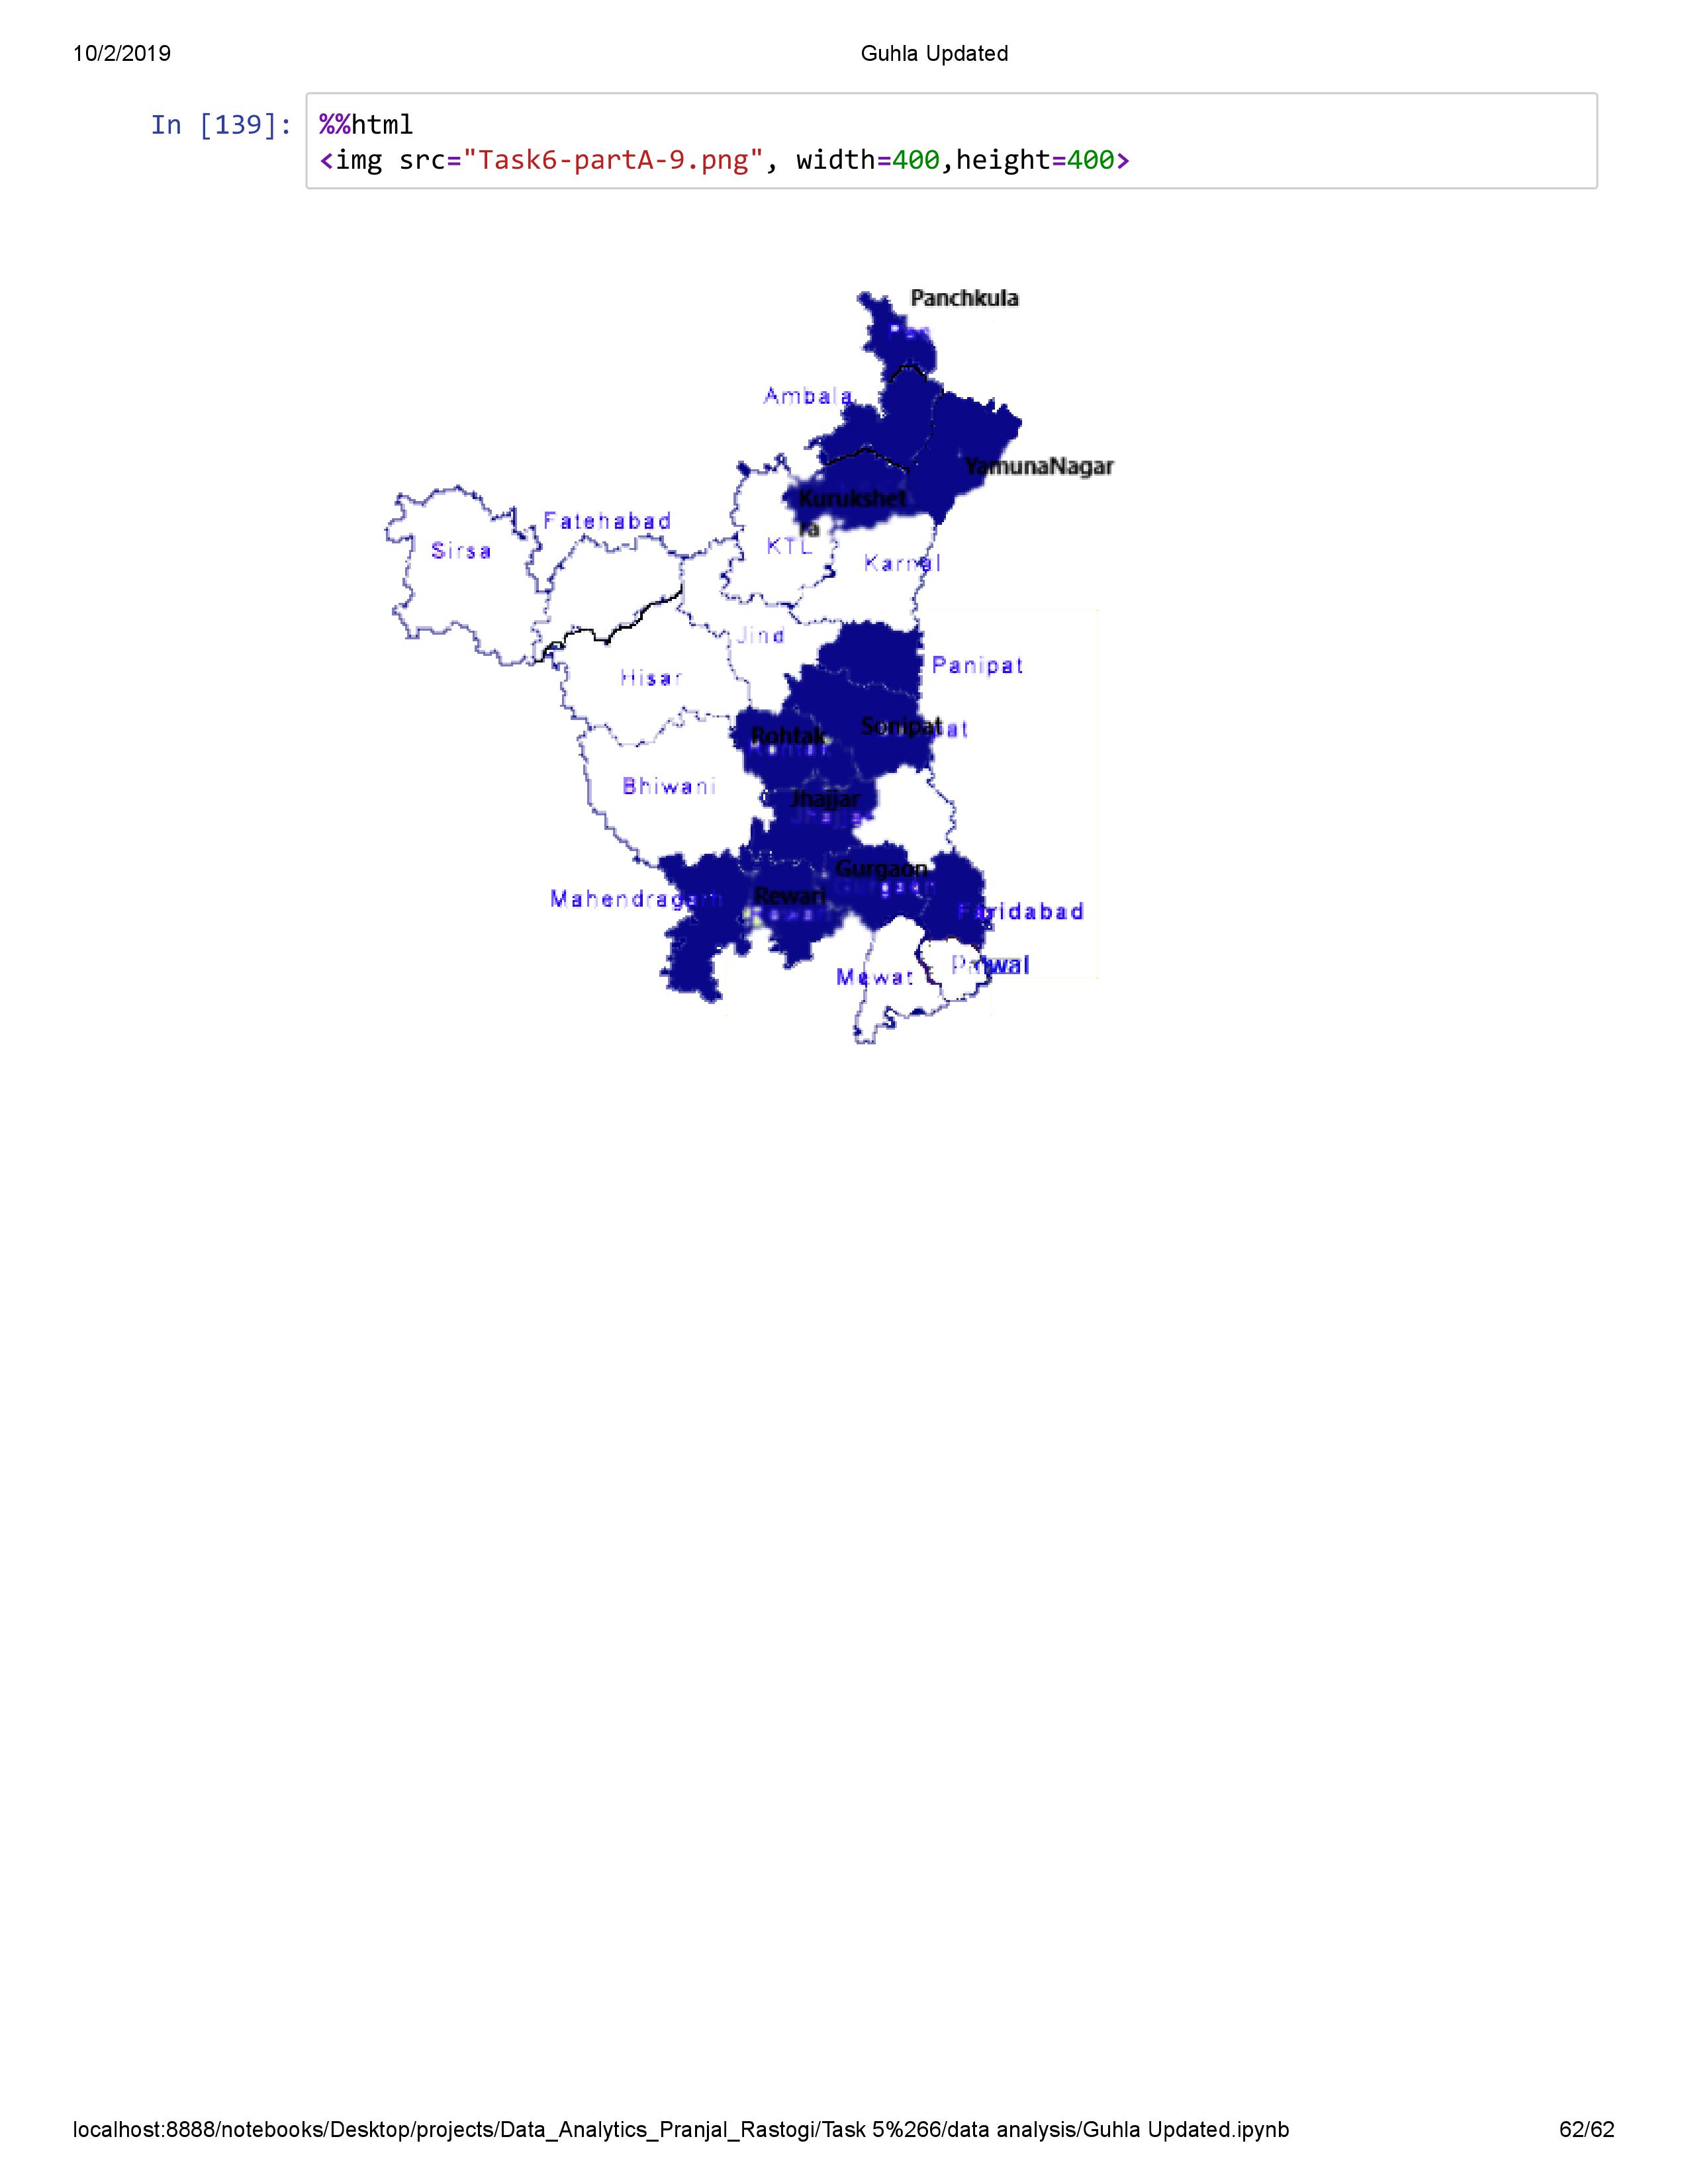 10/2/2019 Guhla Updated
In [139]: %%html
<img src="Task6-partA-9.png", width=400,height=400>
Panchkula
Ambala
YamunaNagar
Kurukshet
ra
Fatehabad
Sirsa
KTL
Karnal
Jind
Panipat
Hisar
Sonipat
Rohtak
Bhiwani
Jhajjar
Gurgaon
Mahendragarh
Rewari
Faridabad
Palwal
Mewat
localhost:8888/notebooks/Desktop/projects/Data_Analytics_Pranjal_Rastogi/Task 5%266/data analysis/Guhla Updated.ipynb 62/62